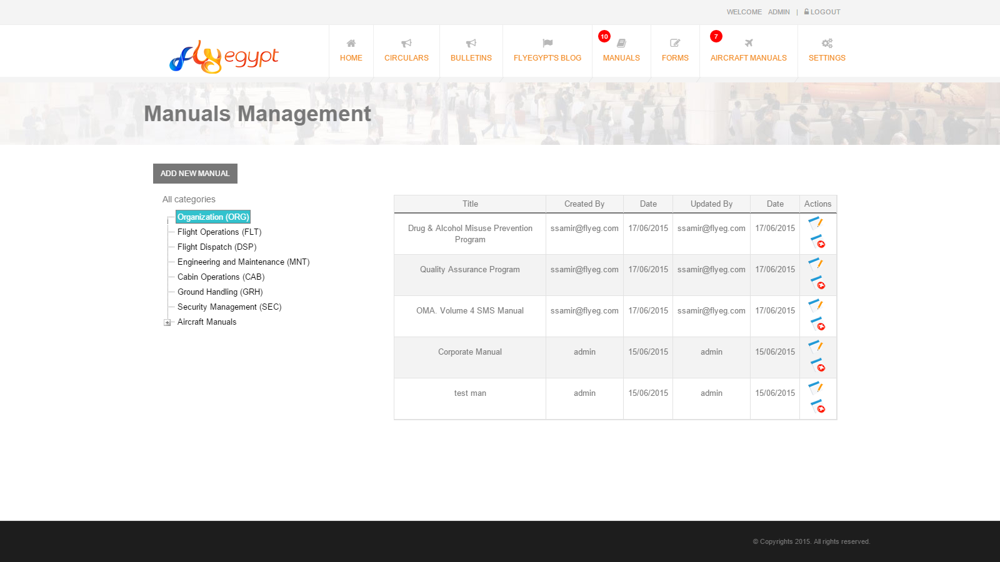 WELCOME ADMIN | LOGOUT
flyegypt
HOME
CIRCULARS
BULLETINS
FLYEGYPT'S BLOG
10
MANUALS
FORMS
7
AIRCRAFT MANUALS
SETTINGS
Manuals Management
ADD NEW MANUAL
All categories
Organization (ORG)
Flight Operations (FLT)
Flight Dispatch (DSP)
Engineering and Maintenance (MNT)
Cabin Operations (CAB)
Ground Handling (GRH)
Security Management (SEC)
Aircraft Manuals
Title Created By Date Updated By Date Actions
Drug & Alcohol Misuse Prevention ssamir@flyeg.com 17/06/2015 ssamir@flyeg.com 17/06/2015
Program
Quality Assurance Program ssamir@flyeg.com 17/06/2015 ssamir@flyeg.com 17/06/2015
OMA. Volume 4 SMS Manual ssamir@flyeg.com 17/06/2015 ssamir@flyeg.com 17/06/2015
Corporate Manual admin 15/06/2015 admin 15/06/2015
test man admin 15/06/2015 admin 15/06/2015
© Copyrights 2015. All rights reserved.